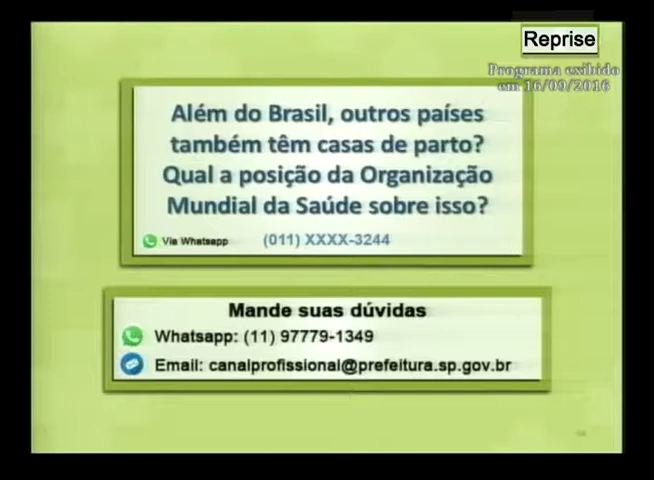 Reprise
Programa exibido
em 16/09/2016
Além do Brasil, outros países
também têm casas de parto?
Qual a posição da Organização
Mundial da Saúde sobre isso?
Via Whatsapp (011) XXXX-3244
Mande suas dúvidas
Whatsapp: (11) 97779-1349
Email: canalprofissional@prefeitura.sp.gov.br